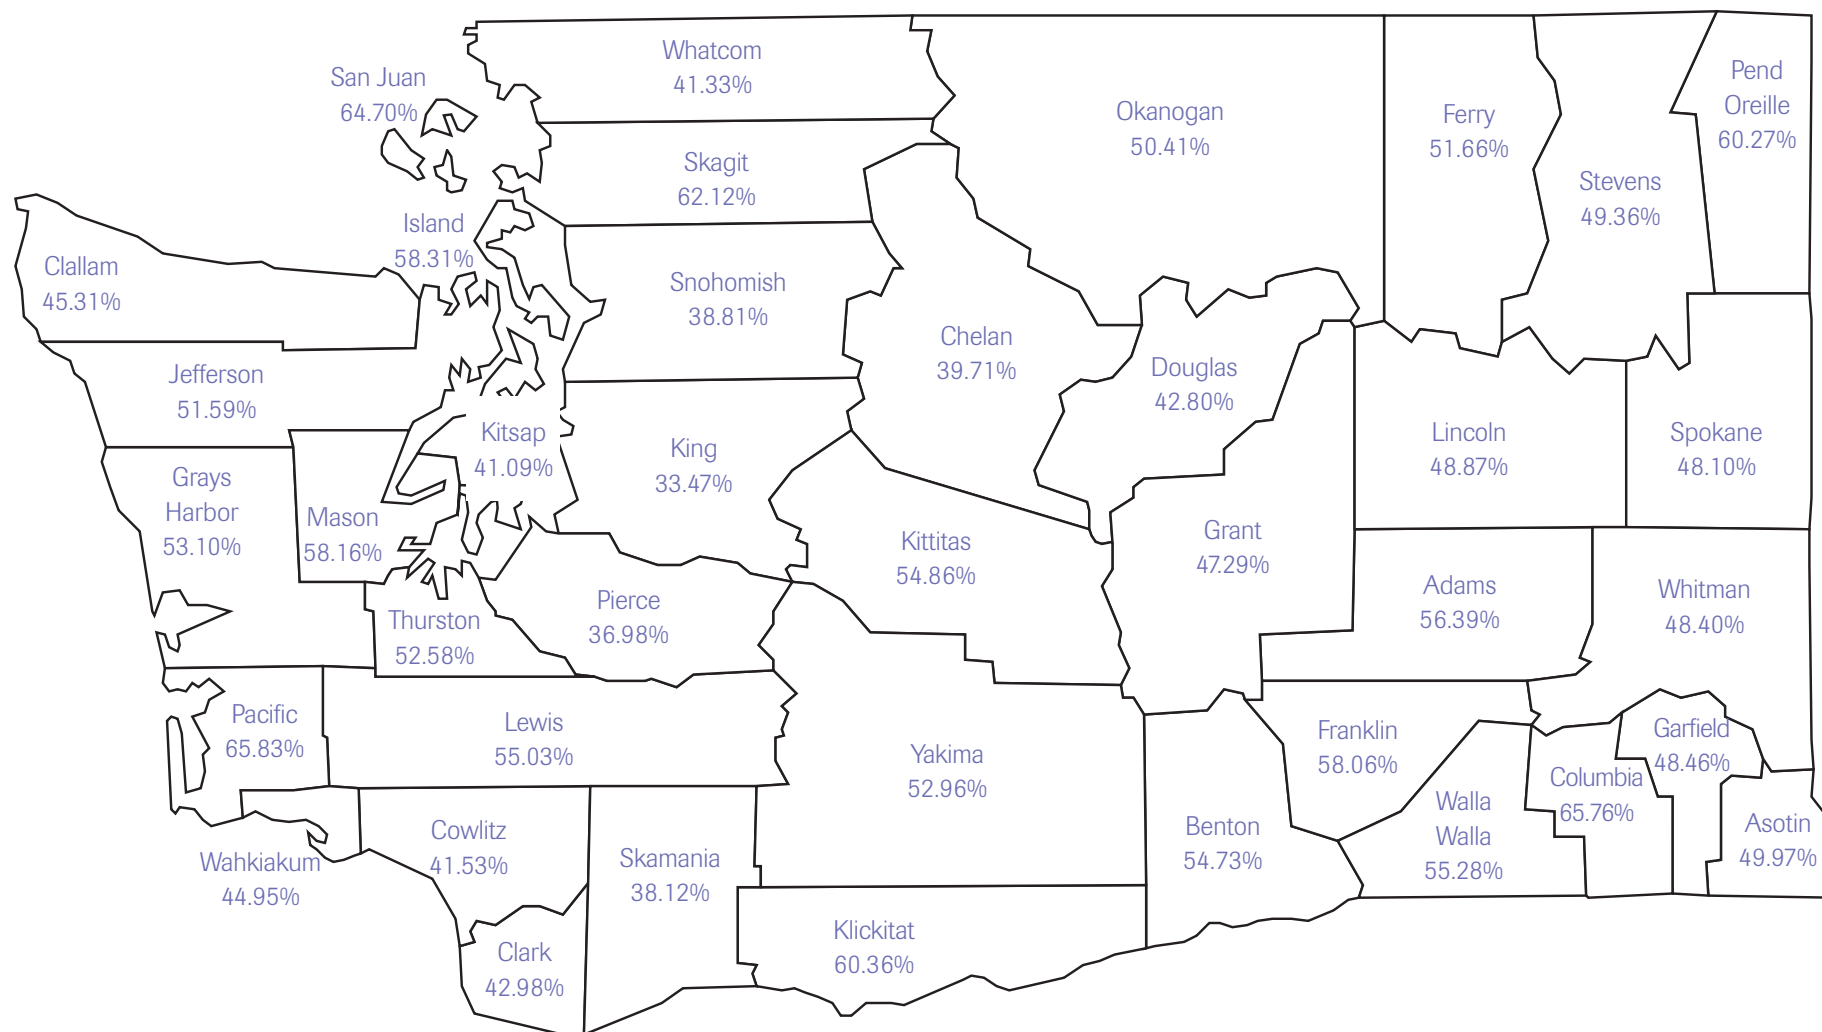 Whatcom
41.33%
San Juan
64.70%
Pend
Oreille
60.27%
Okanogan
50.41%
Ferry
51.66%
Skagit
62.12%
Stevens
49.36%
Island
58.31%
Clallam
45.31%
Snohomish
38.81%
Chelan
39.71%
Douglas
42.80%
Jefferson
51.59%
Kitsap
41.09%
King
33.47%
Lincoln
48.87%
Spokane
48.10%
Grays
Harbor
53.10%
Mason
58.16%
Kittitas
54.86%
Grant
47.29%
Adams
56.39%
Whitman
48.40%
Thurston
52.58%
Pierce
36.98%
Pacific
65.83%
Lewis
55.03%
Yakima
52.96%
Franklin
58.06%
Garfield
48.46%
Columbia
65.76%
Walla
Walla
55.28%
Asotin
49.97%
Benton
54.73%
Wahkiakum
44.95%
Cowlitz
41.53%
Skamania
38.12%
Klickitat
60.36%
Clark
42.98%